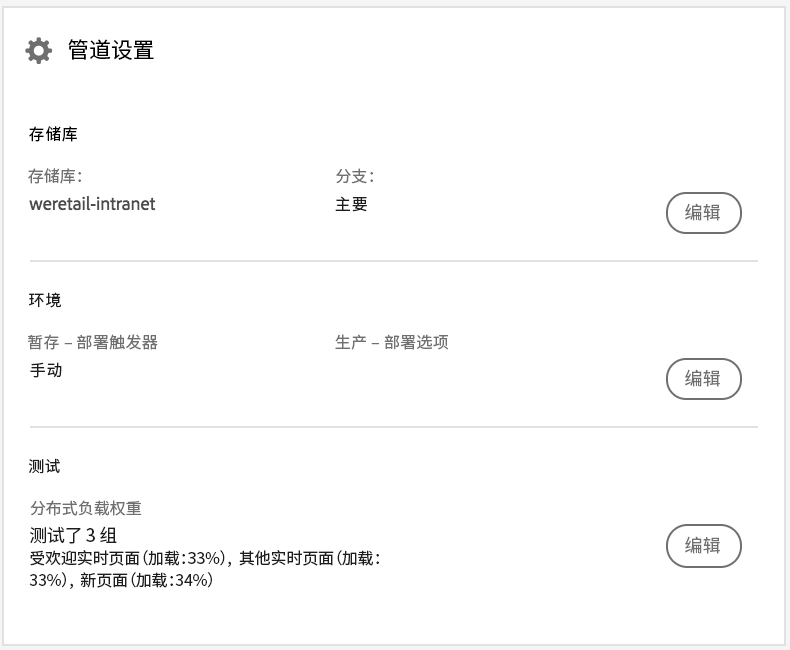 管道设置
存储库
存储库：
分支：
weretail-intranet
主要
编辑
环境
暂存 – 部署触发器
生产 – 部署选项
手动
编辑
测试
分布式负载权重
测试了 3 组
受欢迎实时页面（加载：33%），其他实时页面（加载：
33%），新页面（加载：34%）
编辑